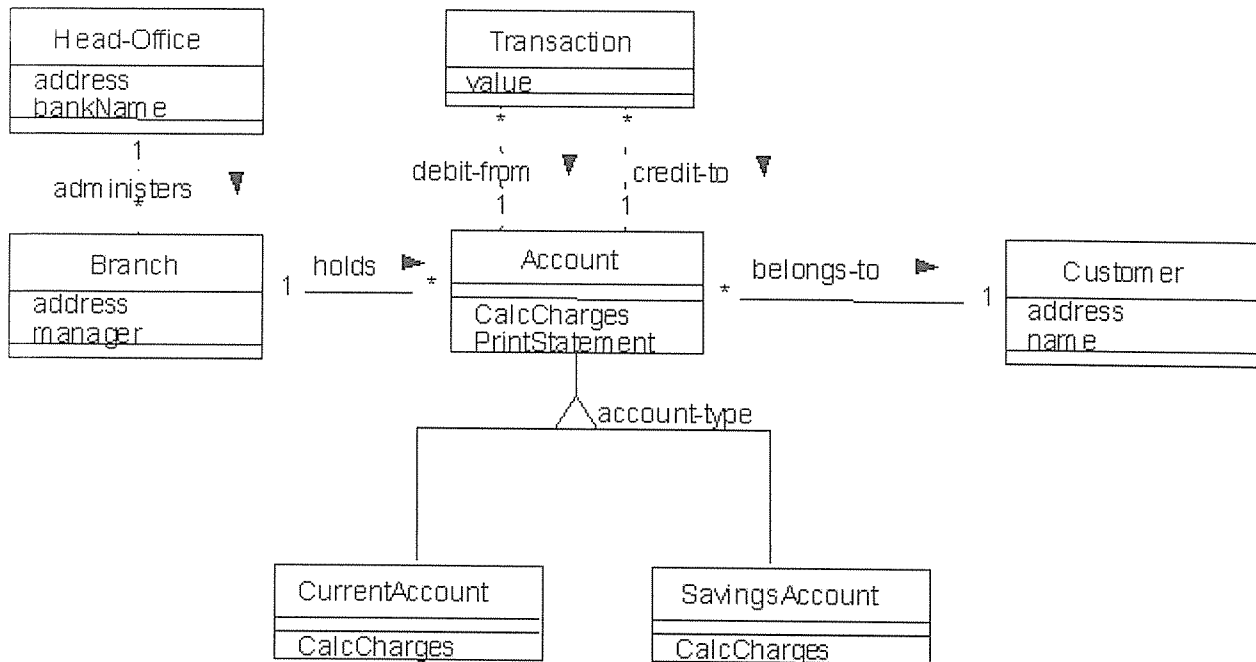 Head-Office
address
bankName
Transaction
value
1
administers
*
* *
debit-from credit-to
1 1
Branch
address
manager
1 holds *
Account
CalcCharges
PrintStatement
* belongs-to 1
Customer
address
name
account-type
CurrentAccount
CalcCharges
SavingsAccount
CalcCharges